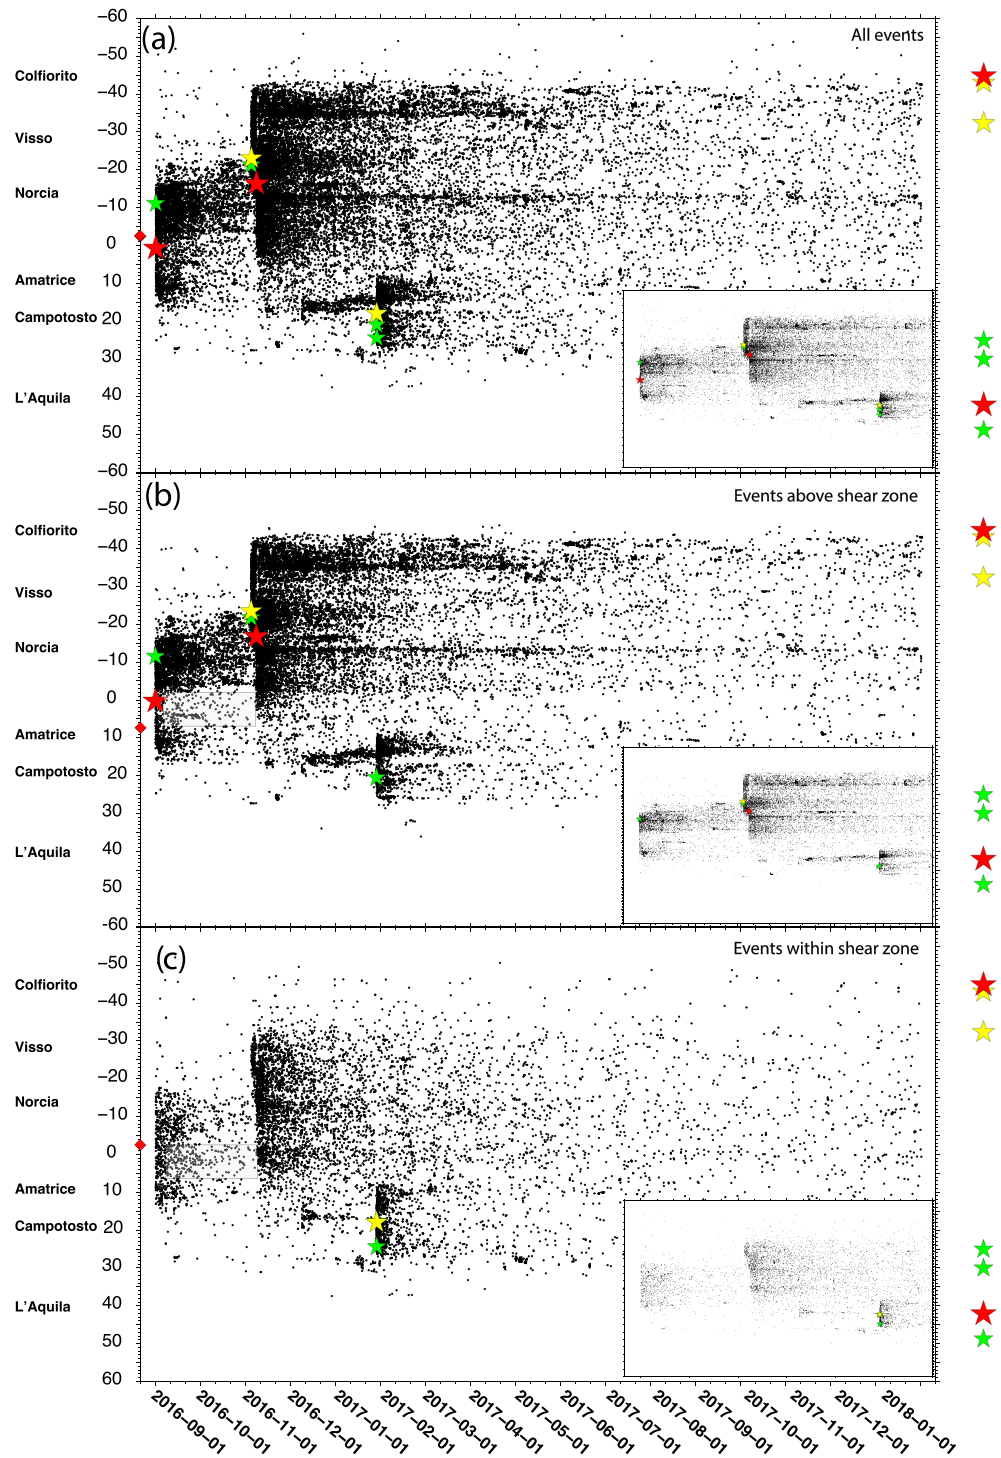 (a)
All events
−60
−50
Colfiorito
−40
Visso
−30
−20
Norcia
−10
0
Amatrice
10
Campotosto
20
30
L'Aquila
40
50
−60
(b)
Events above shear zone
−50
Colfiorito
−40
Visso
−30
−20
Norcia
−10
0
Amatrice
10
Campotosto
20
30
L'Aquila
40
50
-60
(c)
Events within shear zone
−50
Colfiorito
−40
Visso
−30
−20
Norcia
−10
0
Amatrice
10
Campotosto
20
30
L'Aquila
40
50
60
2016−09−01
2016−10−01
2016−11−01
2016−12−01
2017−01−01
2017−02−01
2017−03−01
2017−04−01
2017−05−01
2017−06−01
2017−07−01
2017−08−01
2017−09−01
2017−10−01
2017−11−01
2017−12−01
2018−01−01